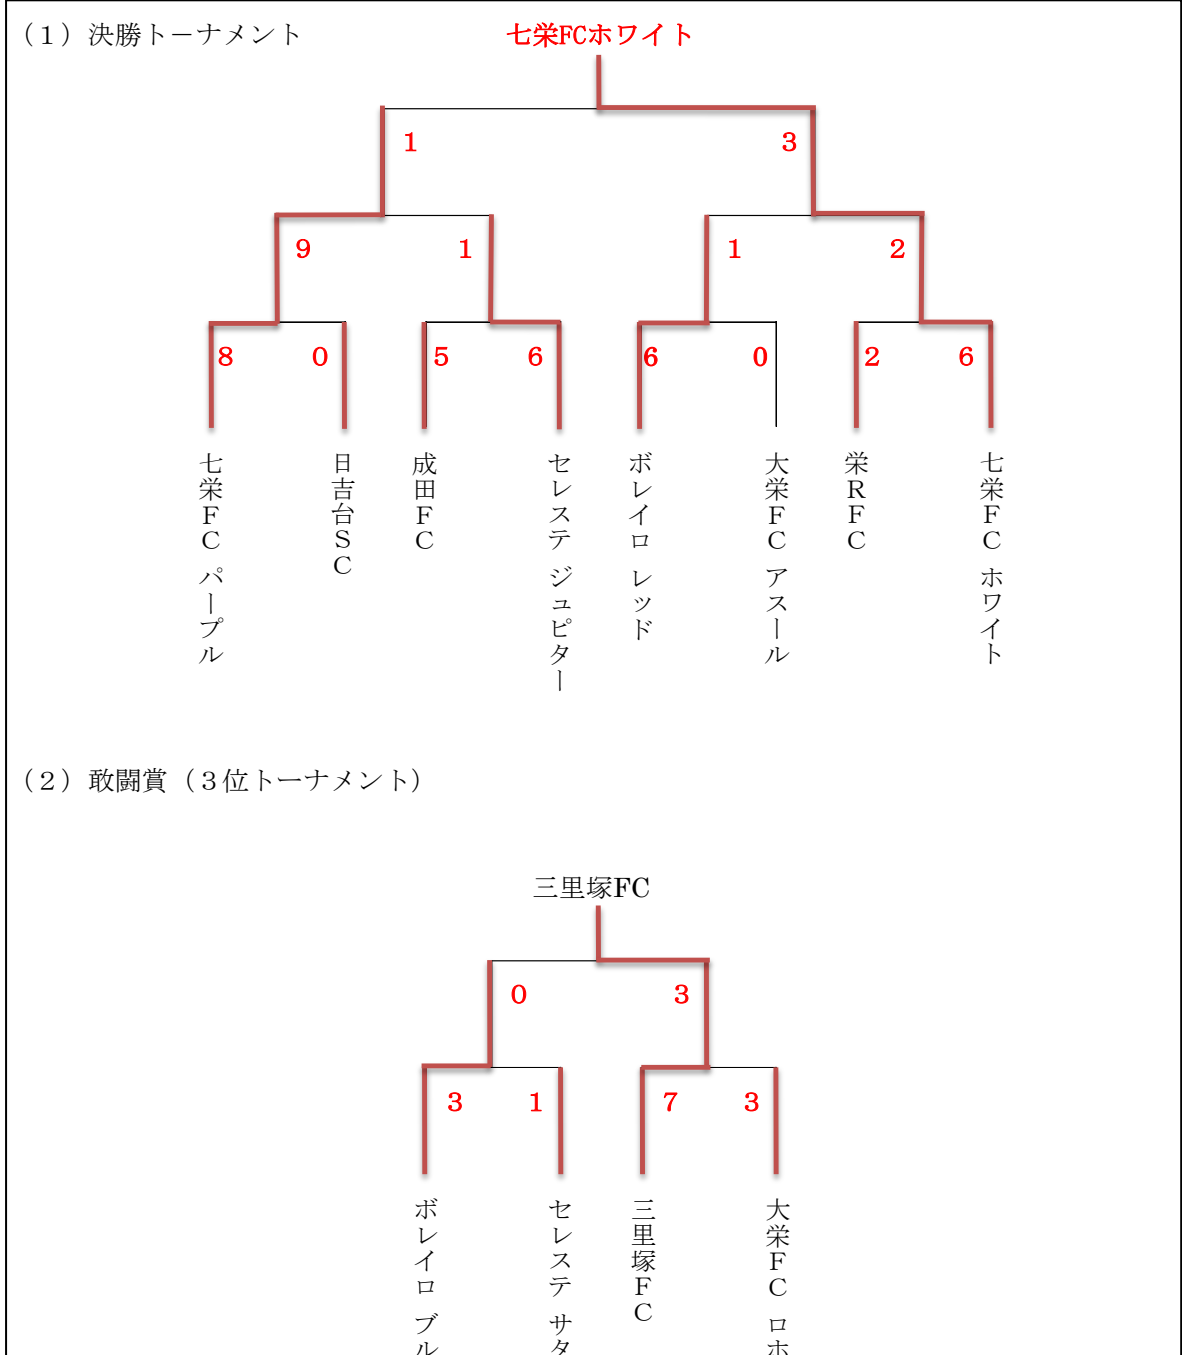 （１）決勝トーナメント
七栄FCホワイト
1
3
9
1
1
2
8
0
5
6
6
0
2
6
七栄ＦＣ パープル
日吉台ＳＣ
成田ＦＣ
セレステ ジュピター
ボレイロ レッド
大栄ＦＣ アスール
栄ＲＦＣ
七栄ＦＣ ホワイト
（２）敢闘賞（３位トーナメント）
三里塚FC
0
3
3
1
7
3
ボレイロ ブル
セレステ サタ
三里塚ＦＣ
大栄ＦＣ ロホ